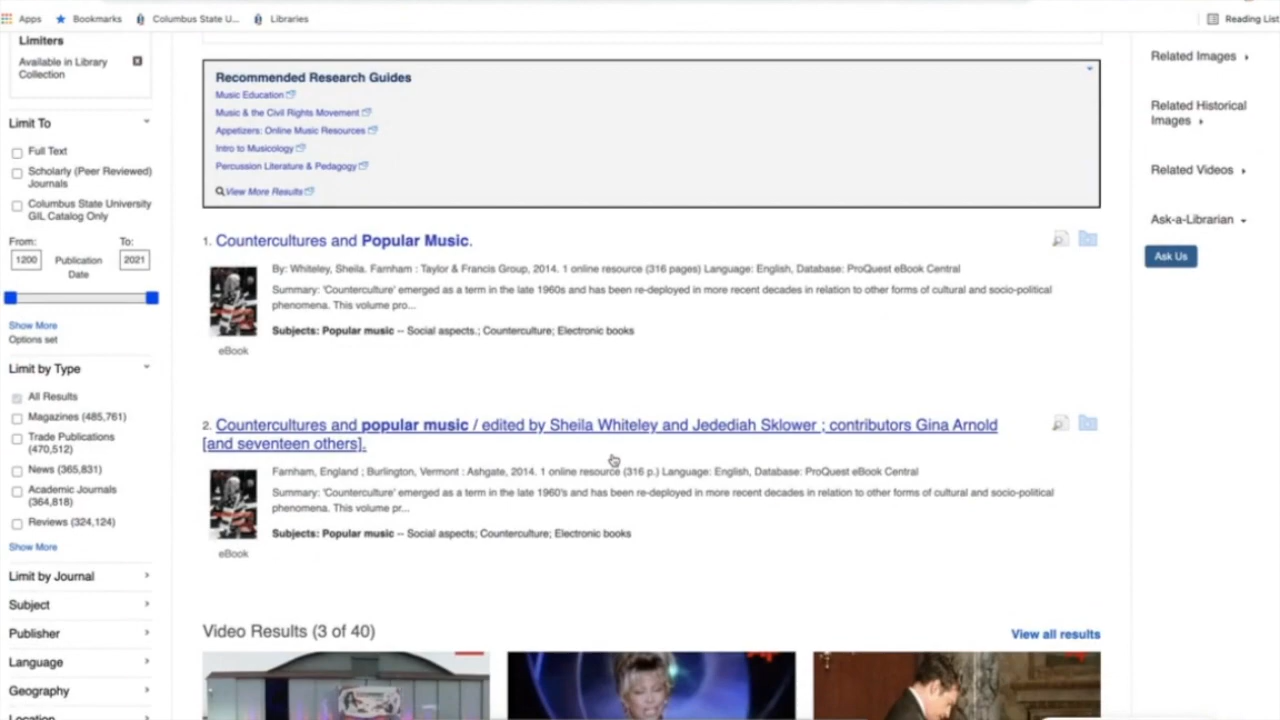 Apps Bookmarks Columbus State U... Libraries Reading List
Limiters
Available in Library
Collection
Limit To
Full Text
Scholarly (Peer Reviewed)
Journals
Columbus State University
GIL Catalog Only
From: To:
1200 Publication 2021
Date
Show More
Options set
Limit by Type
All Results
Magazines (485,761)
Trade Publications
(470,512)
News (365,831)
Academic Journals
(364,818)
Reviews (324,124)
Show More
Limit by Journal
Subject
Publisher
Language
Geography
Location
Recommended Research Guides
Music Education
Music & the Civil Rights Movement
Appetizers: Online Music Resources
Intro to Musicology
Percussion Literature & Pedagogy
View More Results
1. Countercultures and Popular Music.
By: Whiteley, Sheila. Farnham : Taylor & Francis Group, 2014. 1 online resource (316 pages) Language: English, Database: ProQuest eBook Central
Summary: 'Counterculture' emerged as a term in the late 1960s and has been re-deployed in more recent decades in relation to other forms of cultural and socio-political
phenomena. This volume pro...
Subjects: Popular music -- Social aspects.; Counterculture; Electronic books
eBook
2. Countercultures and popular music / edited by Sheila Whiteley and Jedediah Sklower ; contributors Gina Arnold
[and seventeen others].
Farnham, England ; Burlington, Vermont : Ashgate, 2014. 1 online resource (316 p.) Language: English, Database: ProQuest eBook Central
Summary: 'Counterculture' emerged as a term in the late 1960's and has been re-deployed in more recent decades in relation to other forms of cultural and socio-political
phenomena. This volume pr...
Subjects: Popular music -- Social aspects; Counterculture; Electronic books
eBook
Video Results (3 of 40)
View all results
Related Images
Related Historical
Images
Related Videos
Ask-a-Librarian
Ask Us